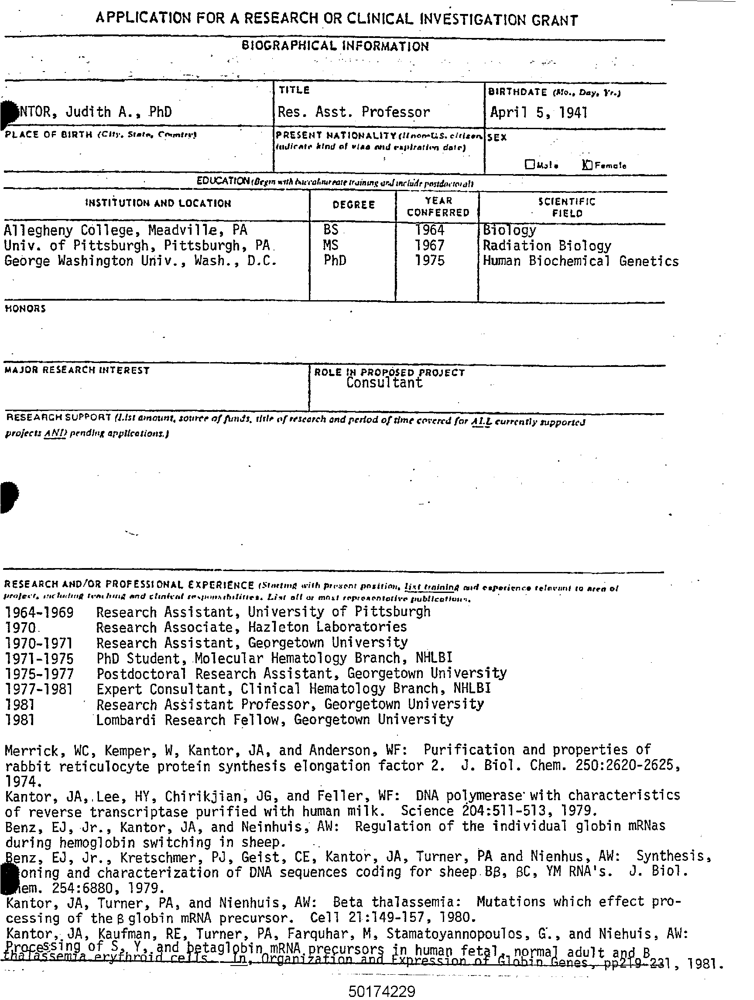 APPLICATION FOR A RESEARCH OR CLINICAL INVESTIGATION GRANT
BIOGRAPHICAL INFORMATION
TITLE
BIRTHDATE (Mo., Day, Yr.)
NTOR, Judith A., PhD
Res. Asst. Professor
April 5, 1941
PLACE OF BIRTH (City, State, Country)
PRESENT NATIONALITY (If non-U.S. citizen
indicate kind of visa and expiration date)
SEX
Male
Female
EDUCATION (Begin with baccalaureate training and include postdoctoral)
INSTITUTION AND LOCATION
DEGREE
YEAR
CONFERRED
SCIENTIFIC
FIELD
Allegheny College, Meadville, PA BS 1964 Biology
Univ. of Pittsburgh, Pittsburgh, PA. MS 1967 Radiation Biology
George Washington Univ., Wash., D.C. PhD 1975 Human Biochemical Genetics
HONORS
MAJOR RESEARCH INTEREST
ROLE IN PROPOSED PROJECT
Consultant
RESEARCH SUPPORT (List amount, source of funds, title of research and period of time covered for ALL currently supported
projects AND pending applications.)
RESEARCH AND/OR PROFESSIONAL EXPERIENCE (Starting with present position, list training and experience relevant to area of
project, including teaching and clinical responsibilities. List all or most representative publications.
1964-1969 Research Assistant, University of Pittsburgh
1970 Research Associate, Hazleton Laboratories
1970-1971 Research Assistant, Georgetown University
1971-1975 PhD Student, Molecular Hematology Branch, NHLBI
1975-1977 Postdoctoral Research Assistant, Georgetown University
1977-1981 Expert Consultant, Clinical Hematology Branch, NHLBI
1981 Research Assistant Professor, Georgetown University
1981 Lombardi Research Fellow, Georgetown University
Merrick, WC, Kemper, W, Kantor, JA, and Anderson, WF: Purification and properties of
rabbit reticulocyte protein synthesis elongation factor 2. J. Biol. Chem. 250:2620-2625,
1974.
Kantor, JA, Lee, HY, Chirikjian, JG, and Feller, WF: DNA polymerase with characteristics
of reverse transcriptase purified with human milk. Science 204:511-513, 1979.
Benz, EJ, Jr., Kantor, JA, and Neinhuis, AW: Regulation of the individual globin mRNas
during hemoglobin switching in sheep.
Benz, EJ, Jr., Kretschmer, PJ, Geist, CE, Kantor, JA, Turner, PA and Nienhus, AW: Synthesis,
oning and characterization of DNA sequences coding for sheep Bβ, βC, YM RNA's. J. Biol.
em. 254:6880, 1979.
Kantor, JA, Turner, PA, and Nienhuis, AW: Beta thalassemia: Mutations which effect pro-
cessing of the β globin mRNA precursor. Cell 21:149-157, 1980.
Kantor, JA, Kaufman, RE, Turner, PA, Farquhar, M, Stamatoyannopoulos, G., and Niehuis, AW:
Processing of S, Y, and betaglobin mRNA precursors in human fetal, normal adult and B
thalassemia erythroid cells. In, Organization and Expression of Globin Genes, pp219-231, 1981.
50174229